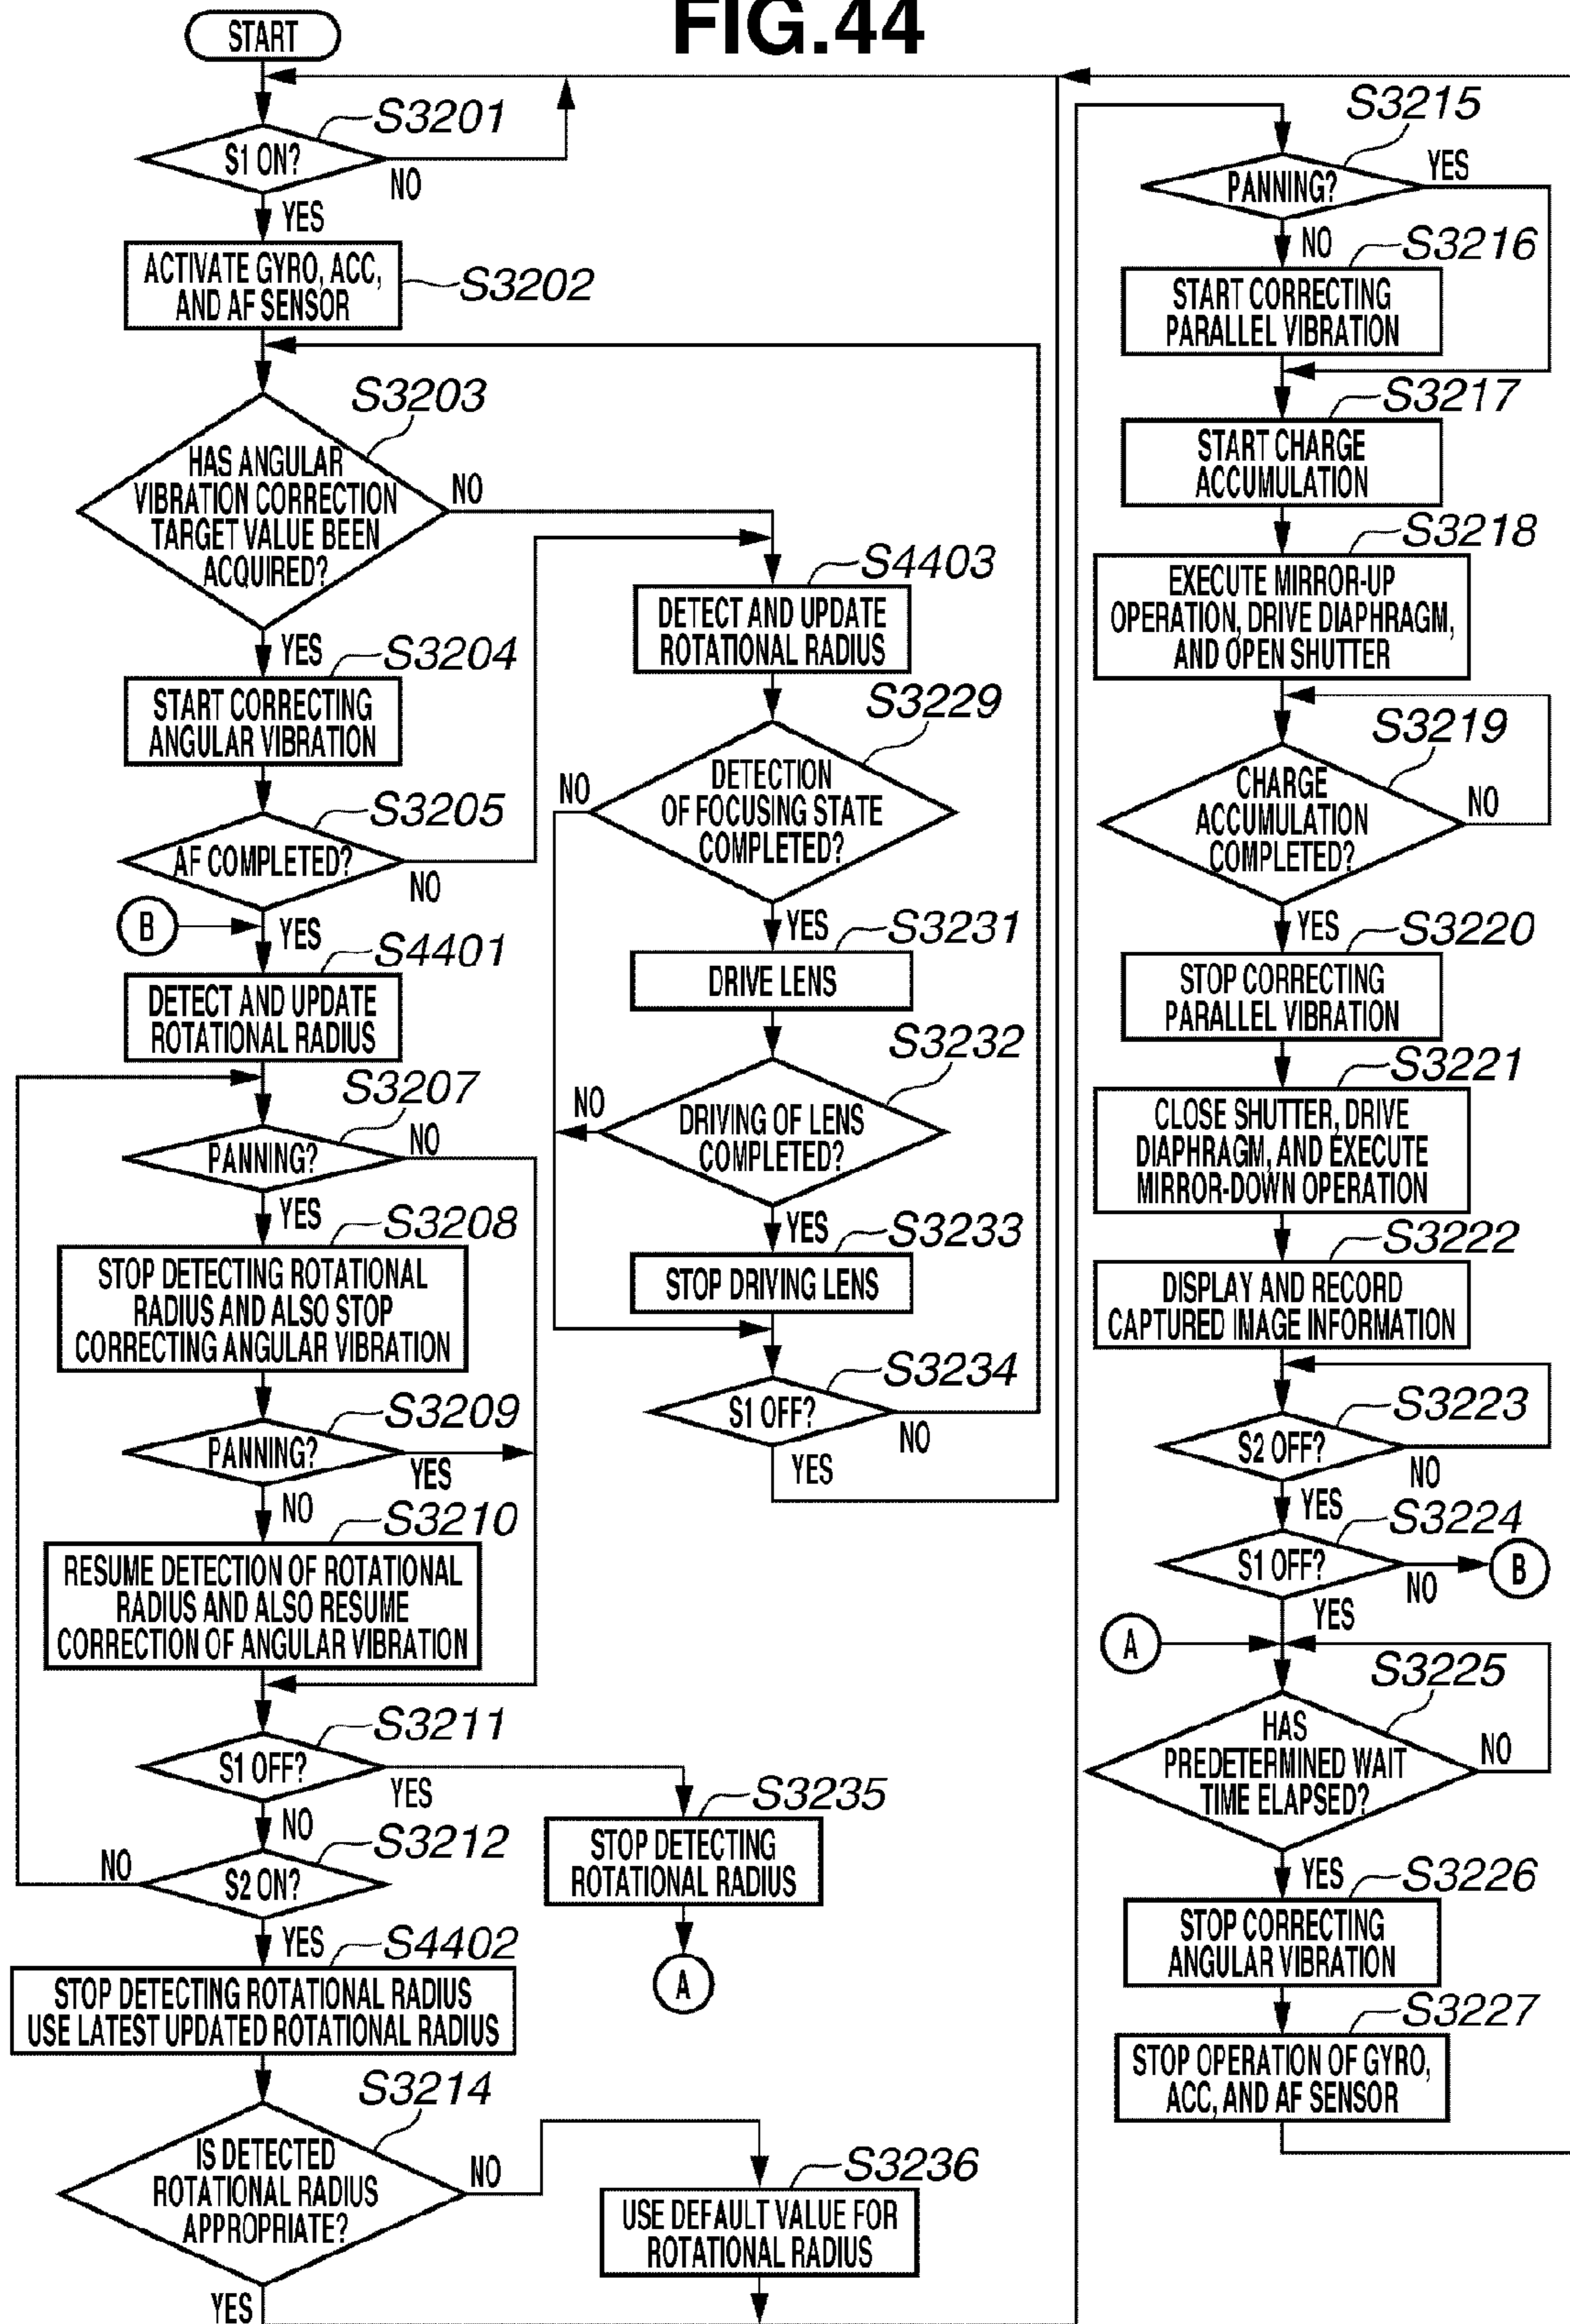 FIG.44
START
S3201
S1 ON?
NO
YES
ACTIVATE GYRO, ACC,
AND AF SENSOR
S3202
S3203
HAS ANGULAR
VIBRATION CORRECTION
TARGET VALUE BEEN
ACQUIRED?
NO
YES
S3204
START CORRECTING
ANGULAR VIBRATION
S3205
AF COMPLETED?
NO
B
YES
S4401
DETECT AND UPDATE
ROTATIONAL RADIUS
S3207
PANNING?
NO
YES
S3208
STOP DETECTING ROTATIONAL
RADIUS AND ALSO STOP
CORRECTING ANGULAR VIBRATION
S3209
PANNING?
YES
NO
S3210
RESUME DETECTION OF ROTATIONAL
RADIUS AND ALSO RESUME
CORRECTION OF ANGULAR VIBRATION
S3211
S1 OFF?
YES
NO
S3212
NO
S2 ON?
YES
S4402
STOP DETECTING ROTATIONAL RADIUS
USE LATEST UPDATED ROTATIONAL RADIUS
S3214
IS DETECTED
ROTATIONAL RADIUS
APPROPRIATE?
NO
YES
S4403
DETECT AND UPDATE
ROTATIONAL RADIUS
S3229
NO
DETECTION
OF FOCUSING STATE
COMPLETED?
YES
S3231
DRIVE LENS
S3232
NO
DRIVING OF LENS
COMPLETED?
YES
S3233
STOP DRIVING LENS
S3234
S1 OFF?
NO
YES
S3235
STOP DETECTING
ROTATIONAL RADIUS
A
S3236
USE DEFAULT VALUE FOR
ROTATIONAL RADIUS
S3215
PANNING?
YES
NO
S3216
START CORRECTING
PARALLEL VIBRATION
S3217
START CHARGE
ACCUMULATION
S3218
EXECUTE MIRROR-UP
OPERATION, DRIVE DIAPHRAGM,
AND OPEN SHUTTER
S3219
CHARGE
ACCUMULATION
COMPLETED?
NO
YES
S3220
STOP CORRECTING
PARALLEL VIBRATION
S3221
CLOSE SHUTTER, DRIVE
DIAPHRAGM, AND EXECUTE
MIRROR-DOWN OPERATION
S3222
DISPLAY AND RECORD
CAPTURED IMAGE INFORMATION
S3223
S2 OFF?
NO
YES
S3224
S1 OFF?
NO
B
YES
A
S3225
HAS
PREDETERMINED WAIT
TIME ELAPSED?
NO
YES
S3226
STOP CORRECTING
ANGULAR VIBRATION
S3227
STOP OPERATION OF GYRO,
ACC, AND AF SENSOR